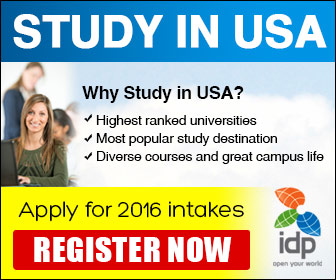 STUDY IN USA
Why Study in USA?
✓ Highest ranked universities
✓ Most popular study destination
✓ Diverse courses and great campus life
Apply for 2016 intakes
REGISTER NOW
idp
open your world